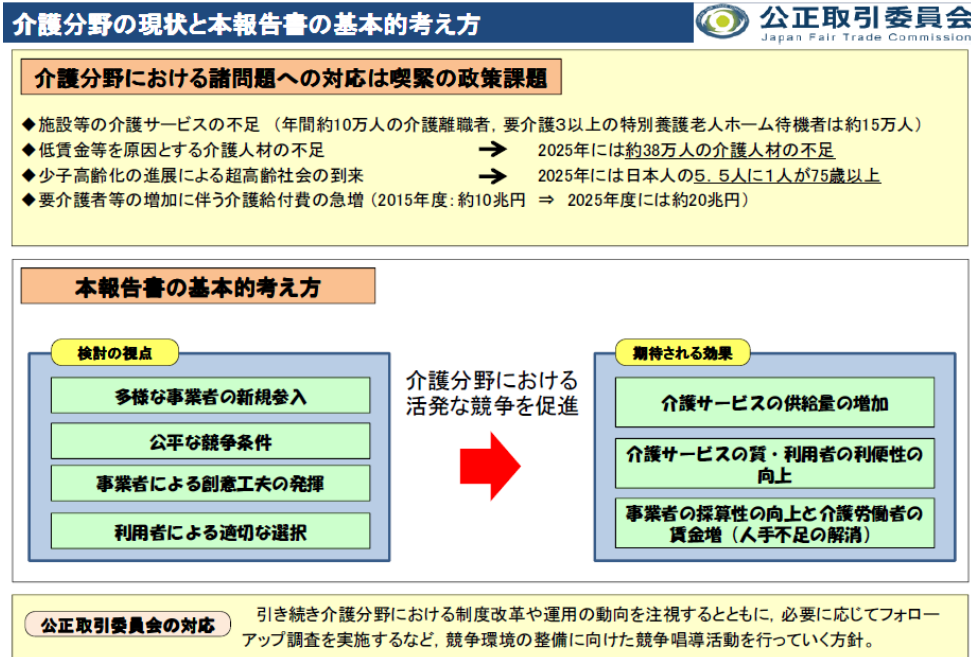 介護分野の現状と本報告書の基本的考え方
公正取引委員会
Japan Fair Trade Commission
介護分野における諸問題への対応は喫緊の政策課題
◆施設等の介護サービスの不足 （年間約10万人の介護離職者，要介護３以上の特別養護老人ホーム待機者は約15万人）
◆低賃金等を原因とする介護人材の不足 → 2025年には約38万人の介護人材の不足
◆少子高齢化の進展による超高齢社会の到来 → 2025年には日本人の５．５人に１人が75歳以上
◆要介護者等の増加に伴う介護給付費の急増（2015年度：約10兆円 ⇒ 2025年度には約20兆円）
本報告書の基本的考え方
検討の視点
多様な事業者の新規参入
公平な競争条件
事業者による創意工夫の発揮
利用者による適切な選択
介護分野における
活発な競争を促進
期待される効果
介護サービスの供給量の増加
介護サービスの質・利用者の利便性の
向上
事業者の採算性の向上と介護労働者の
賃金増（人手不足の解消）
公正取引委員会の対応
引き続き介護分野における制度改革や運用の動向を注視するとともに，必要に応じてフォロー
アップ調査を実施するなど，競争環境の整備に向けた競争唱導活動を行っていく方針。